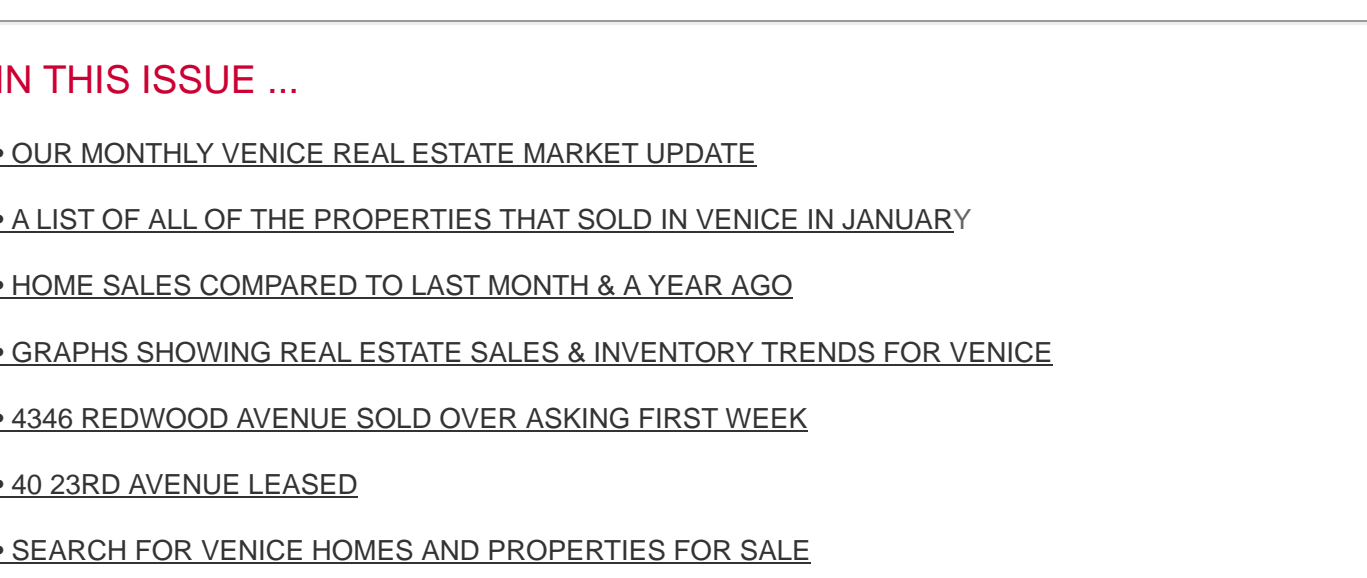 IN THIS ISSUE ...
• OUR MONTHLY VENICE REAL ESTATE MARKET UPDATE
• A LIST OF ALL OF THE PROPERTIES THAT SOLD IN VENICE IN JANUARY
• HOME SALES COMPARED TO LAST MONTH & A YEAR AGO
• GRAPHS SHOWING REAL ESTATE SALES & INVENTORY TRENDS FOR VENICE
• 4346 REDWOOD AVENUE SOLD OVER ASKING FIRST WEEK
• 40 23RD AVENUE LEASED
• SEARCH FOR VENICE HOMES AND PROPERTIES FOR SALE